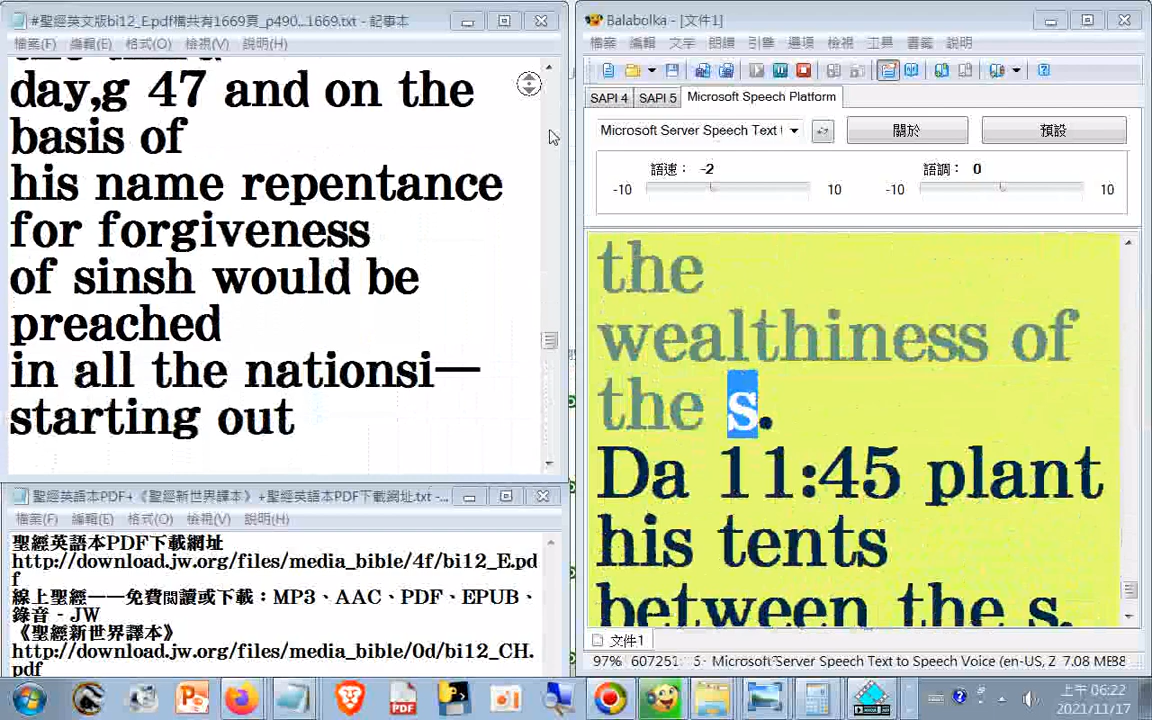 #聖經英文版bi12_E.pdf檔共有1669頁_p490,..1669.txt - 記事本
檔案(F) 編輯(E) 格式(O) 檢視(V) 說明(H)
day,g 47 and on the
basis of
his name repentance
for forgiveness
of sinsh would be
preached
in all the nationsi—
starting out
聖經英語本PDF+《聖經新世界譯本》+聖經英語本PDF下載網址.txt - ...
檔案(F) 編輯(E) 格式(O) 檢視(V) 說明(H)
聖經英語本PDF下載網址
http://download.jw.org/files/media_bible/4f/bi12_E.pd
f
線上聖經——免費閱讀或下載：MP3、AAC、PDF、EPUB、
錄音 - JW
《聖經新世界譯本》
http://download.jw.org/files/media_bible/0d/bi12_CH.
pdf
Balabolka - [文件1]
檔案 編輯 文字 朗讀 引擎 選項 檢視 工具 書籤 說明
SAPI 4 SAPI 5 Microsoft Speech Platform
Microsoft Server Speech Text 關於 預設
語速： -2 語調： 0
-10 10 -10 10
the
wealthiness of
the s.
Da 11:45 plant
his tents
between the s.
文件1
97% 607251 Microsoft Server Speech Text to Speech Voice (en-US, Z 7.08 MB
上午 06:22
2021/11/17